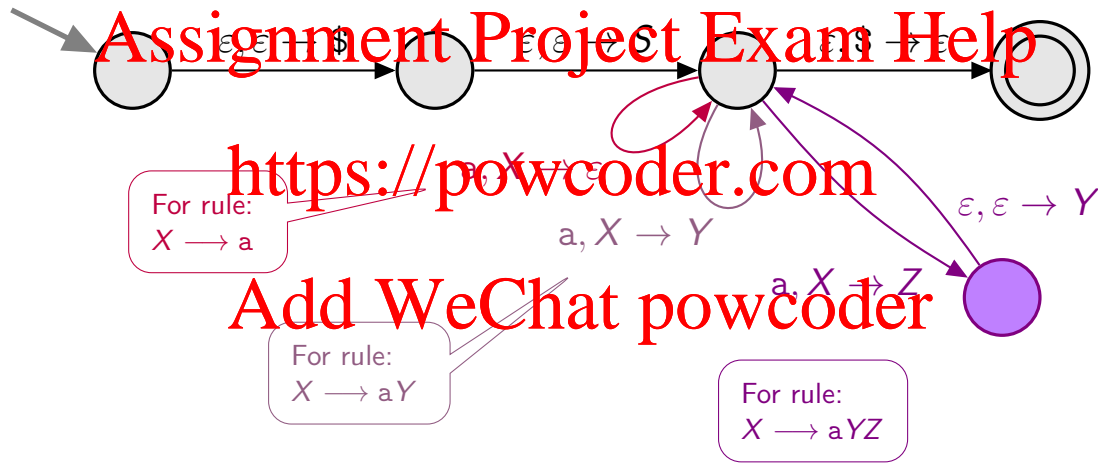 Assignment Project Exam Help
ε, ε → $
ε, ε → S
ε, $ → ε
https://powcoder.com
a, X → ε
For rule:
X ⟶ a
ε, ε → Y
a, X → Y
a, X → Z
Add WeChat powcoder
For rule:
X ⟶ aY
For rule:
X ⟶ aYZ